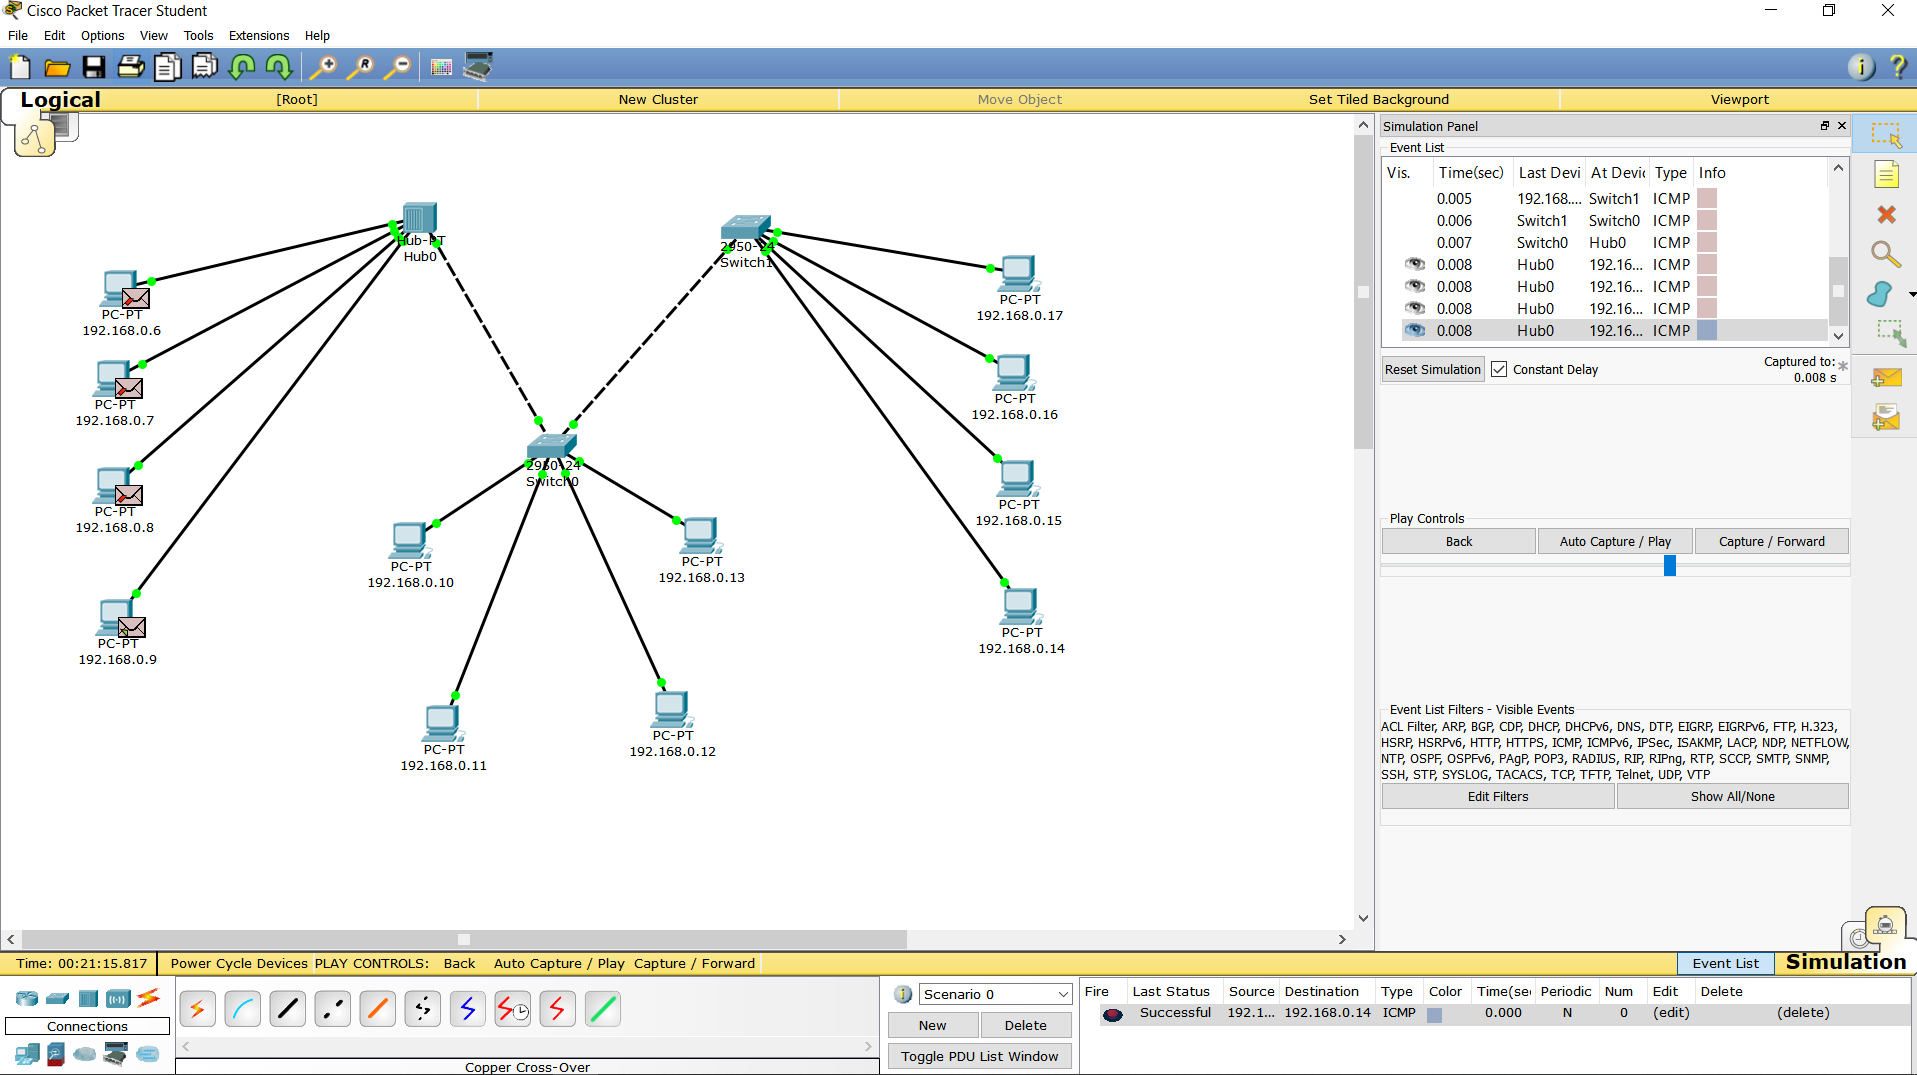 Cisco Packet Tracer Student
File Edit Options View Tools Extensions Help
Logical [Root] New Cluster Move Object Set Tiled Background Viewport
Hub-PT
Hub0
2950-24
Switch1
PC-PT
192.168.0.6
PC-PT
192.168.0.7
PC-PT
192.168.0.8
PC-PT
192.168.0.9
2950-24
Switch0
PC-PT
192.168.0.10
PC-PT
192.168.0.11
PC-PT
192.168.0.12
PC-PT
192.168.0.13
PC-PT
192.168.0.17
PC-PT
192.168.0.16
PC-PT
192.168.0.15
PC-PT
192.168.0.14
Simulation Panel
Event List
Vis. Time(sec) Last Devi At Devic Type Info
0.005 192.168.... Switch1 ICMP
0.006 Switch1 Switch0 ICMP
0.007 Switch0 Hub0 ICMP
0.008 Hub0 192.16... ICMP
0.008 Hub0 192.16... ICMP
0.008 Hub0 192.16... ICMP
0.008 Hub0 192.16... ICMP
Reset Simulation Constant Delay Captured to: *
0.008 s
Play Controls
Back Auto Capture / Play Capture / Forward
Event List Filters - Visible Events
ACL Filter, ARP, BGP, CDP, DHCP, DHCPv6, DNS, DTP, EIGRP, EIGRPv6, FTP, H.323,
HSRP, HSRPv6, HTTP, HTTPS, ICMP, ICMPv6, IPSec, ISAKMP, LACP, NDP, NETFLOW,
NTP, OSPF, OSPFv6, PAgP, POP3, RADIUS, RIP, RIPng, RTP, SCCP, SMTP, SNMP,
SSH, STP, SYSLOG, TACACS, TCP, TFTP, Telnet, UDP, VTP
Edit Filters Show All/None
Time: 00:21:15.817 Power Cycle Devices PLAY CONTROLS: Back Auto Capture / Play Capture / Forward Event List Simulation
Connections
Copper Cross-Over
Scenario 0
New Delete
Toggle PDU List Window
Fire Last Status Source Destination Type Color Time(sec Periodic Num Edit Delete
Successful 192.1... 192.168.0.14 ICMP 0.000 N 0 (edit) (delete)